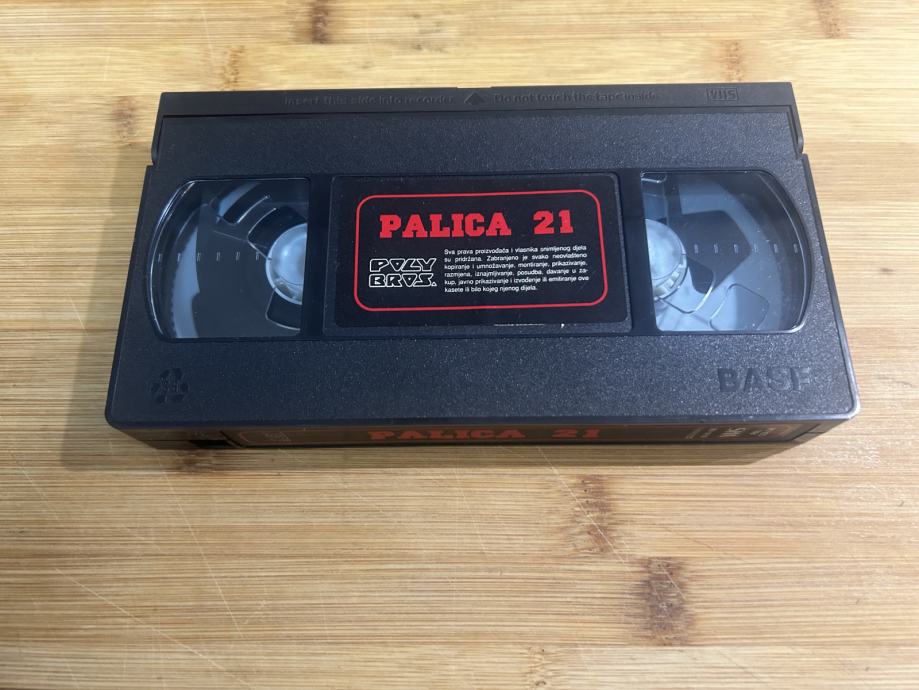 Insert this side into recorder Do not touch the tape inside VHS
PALICA 21
POLY
BROS.
Sva prava proizvođača i vlasnika snimljenog djela
su pridržana. Zabranjeno je svako neovlašteno
kopiranje i umnožavanje, montiranje, prikazivanje,
razmjena, iznajmljivanje, posudba, davanje u za-
kup, javno prikazivanje i izvođenje ili emitiranje ove
kasete ili bilo kojeg njenog dijela.
BASF
PALICA 21